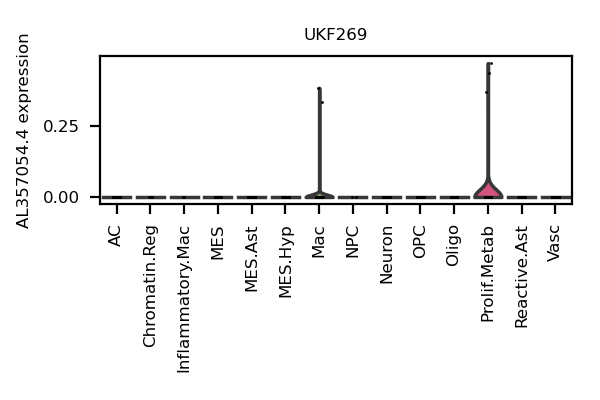 UKF269
AL357054.4 expression
0.25
0.00
AC
Chromatin.Reg
Inflammatory.Mac
MES
MES.Ast
MES.Hyp
Mac
NPC
Neuron
OPC
Oligo
Prolif.Metab
Reactive.Ast
Vasc